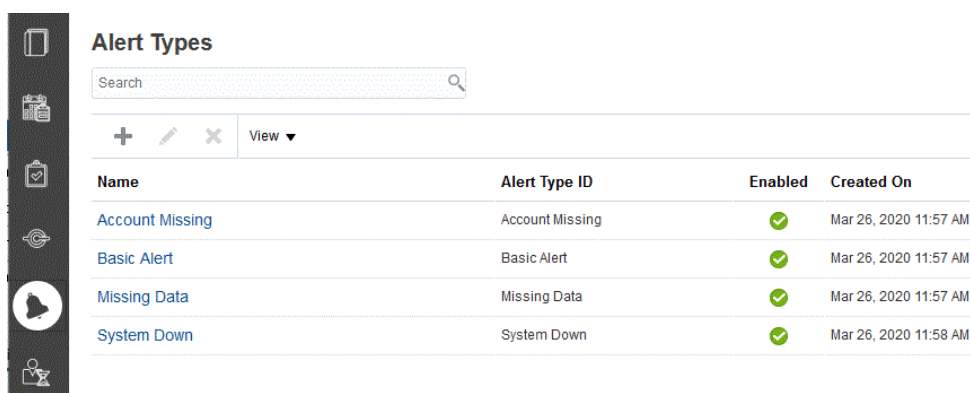 Alert Types
Search
View
Name Alert Type ID Enabled Created On
Account Missing Account Missing Mar 26, 2020 11:57 AM
Basic Alert Basic Alert Mar 26, 2020 11:57 AM
Missing Data Missing Data Mar 26, 2020 11:57 AM
System Down System Down Mar 26, 2020 11:58 AM